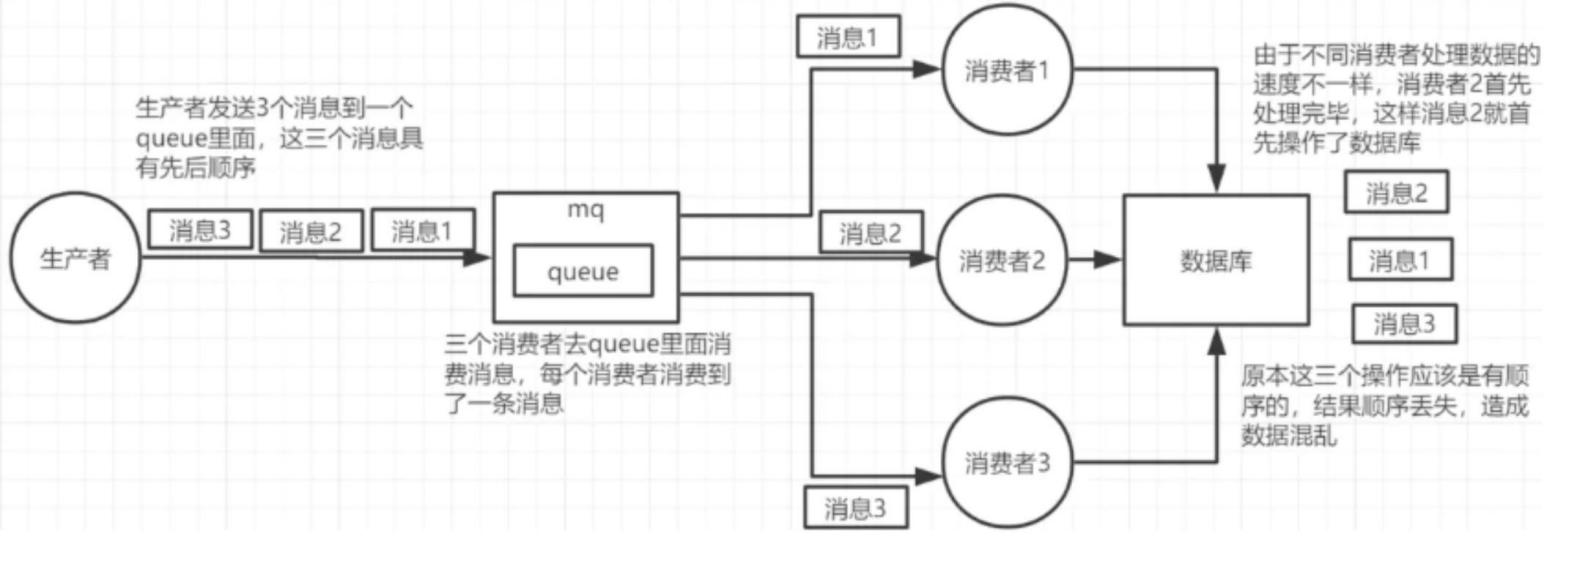 生产者发送3个消息到一个
queue里面，这三个消息具
有先后顺序
生产者
消息3
消息2
消息1
mq
queue
三个消费者去queue里面消
费消息，每个消费者消费到
了一条消息
消息1
消费者1
消息2
消费者2
消息3
消费者3
数据库
由于不同消费者处理数据的
速度不一样，消费者2首先
处理完毕，这样消息2就首
先操作了数据库
消息2
消息1
消息3
原本这三个操作应该是有顺
序的，结果顺序丢失，造成
数据混乱